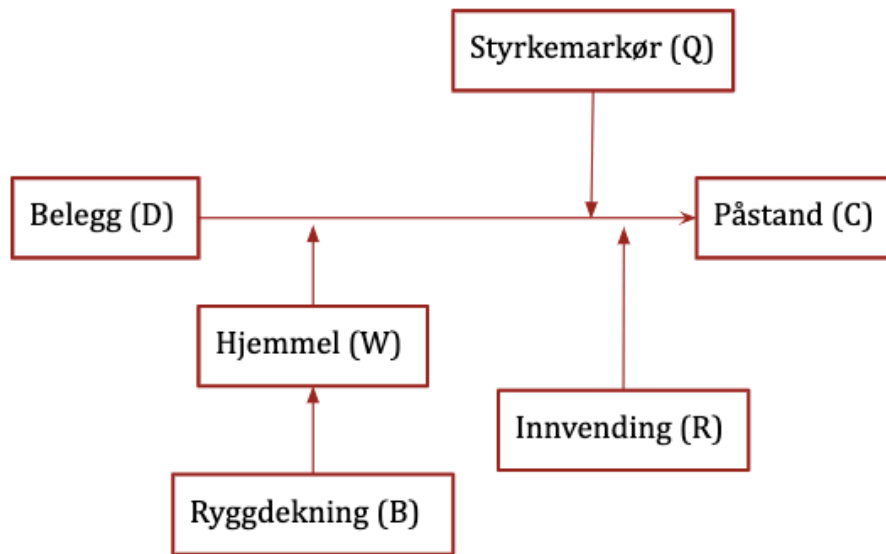 Styrkemarkør (Q)
Belegg (D)
Påstand (C)
Hjemmel (W)
Innvending (R)
Ryggdekning (B)